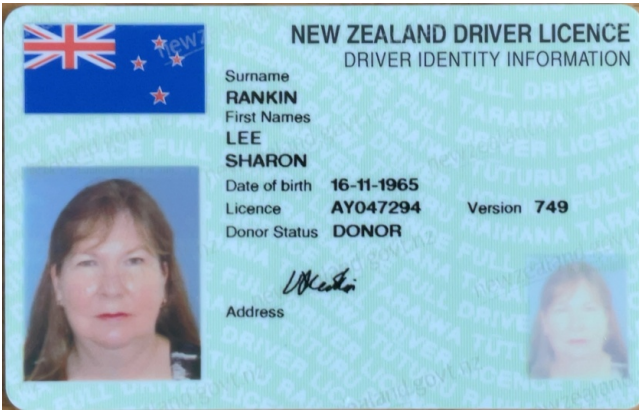 NEW ZEALAND DRIVER LICENCE
DRIVER IDENTITY INFORMATION
Surname
RANKIN
First Names
LEE
SHARON
Date of birth 16-11-1965
Licence AY047294 Version 749
Donor Status DONOR
Address